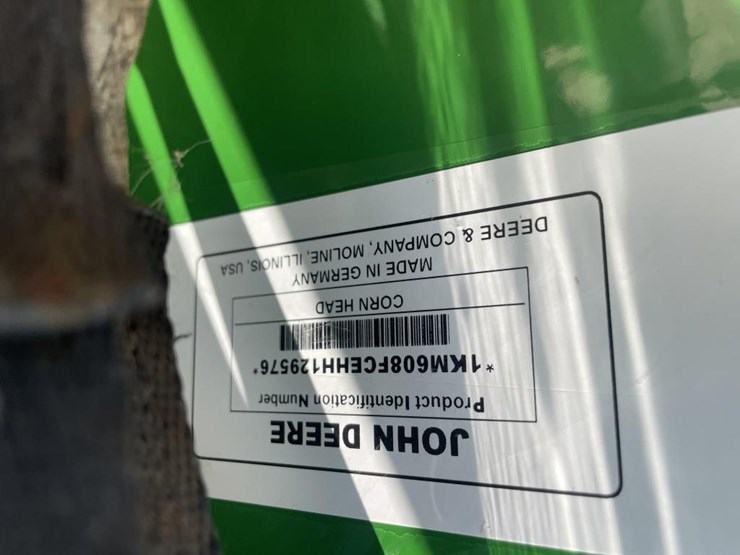 JOHN DEERE
Product Identification Number
*1KM608FCEHH129576*
CORN HEAD
MADE IN GERMANY
DEERE & COMPANY, MOLINE, ILLINOIS, USA